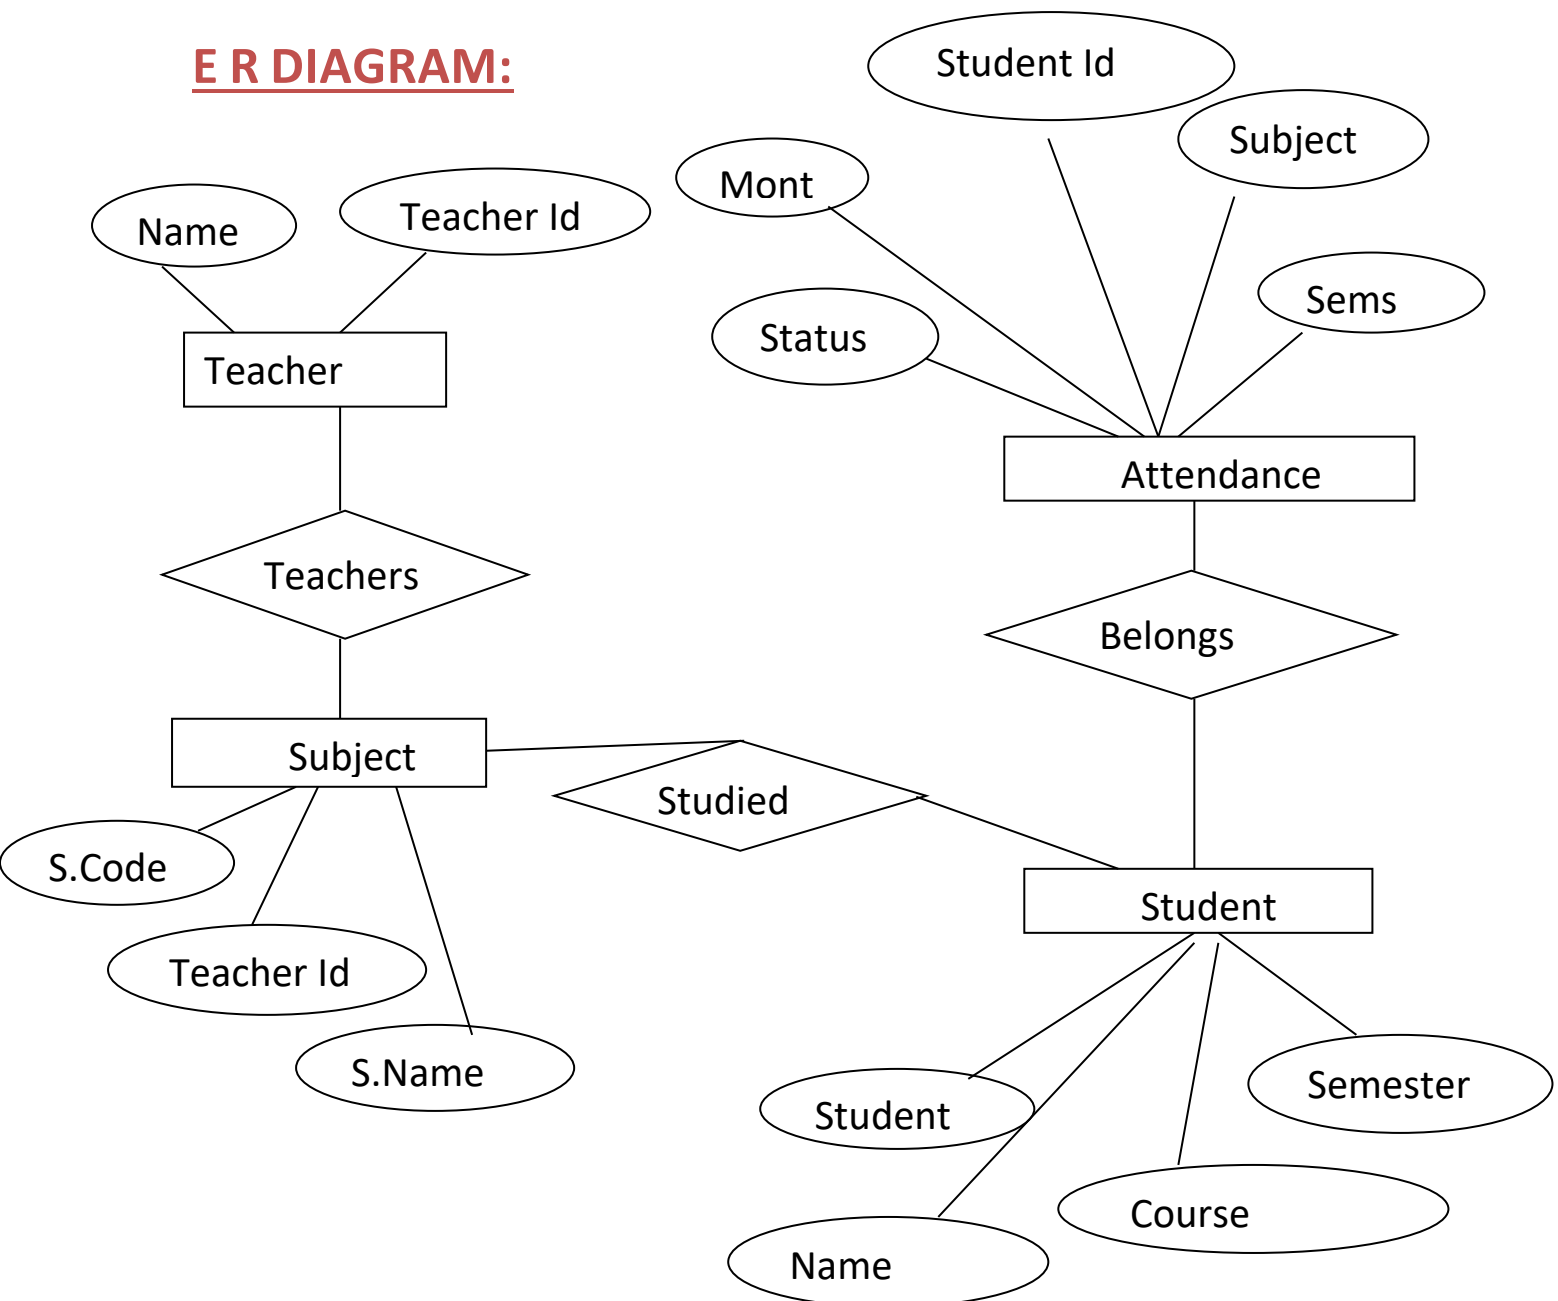 E R DIAGRAM:
Student Id
Subject
Mont
Name
Teacher Id
Sems
Status
Teacher
Attendance
Teachers
Belongs
Subject
Studied
S.Code
Student
Teacher Id
S.Name
Semester
Student
Course
Name